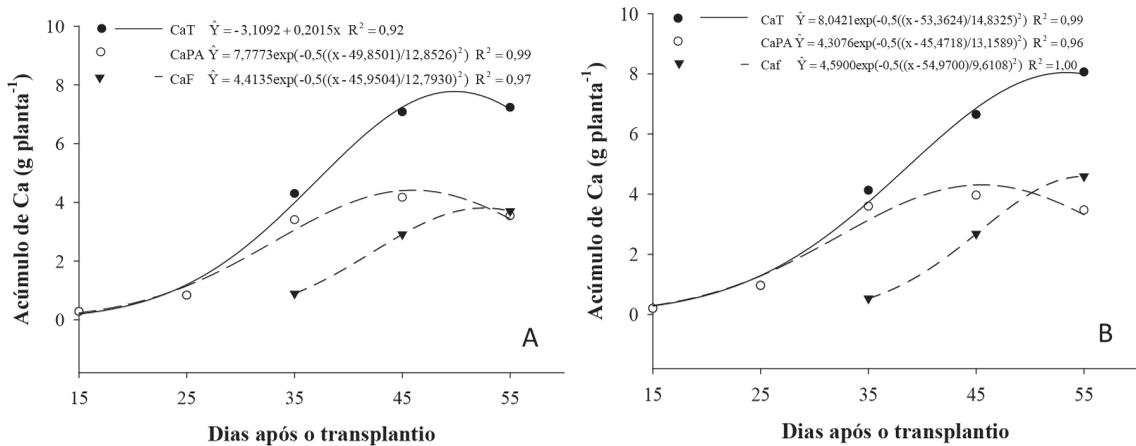 CaT Ŷ = -3,1092 + 0,2015x R² = 0,92
CaPA Ŷ = 7,7773exp(-0,5((x - 49,8501)/12,8526)²) R² = 0,99
CaF Ŷ = 4,4135exp(-0,5((x - 45,9504)/12,7930)²) R² = 0,97
Acúmulo de Ca (g planta⁻¹)
10
8
6
4
2
0
A
15 25 35 45 55
Dias após o transplantio
CaT Ŷ = 8,0421exp(-0,5((x - 53,3624)/14,8325)²) R² = 0,99
CaPA Ŷ = 4,3076exp(-0,5((x - 45,4718)/13,1589)²) R² = 0,96
Caf Ŷ = 4,5900exp(-0,5((x - 54,9700)/9,6108)²) R² = 1,00
Acúmulo de Ca (g planta⁻¹)
10
8
6
4
2
0
B
15 25 35 45 55
Dias após o transplantio